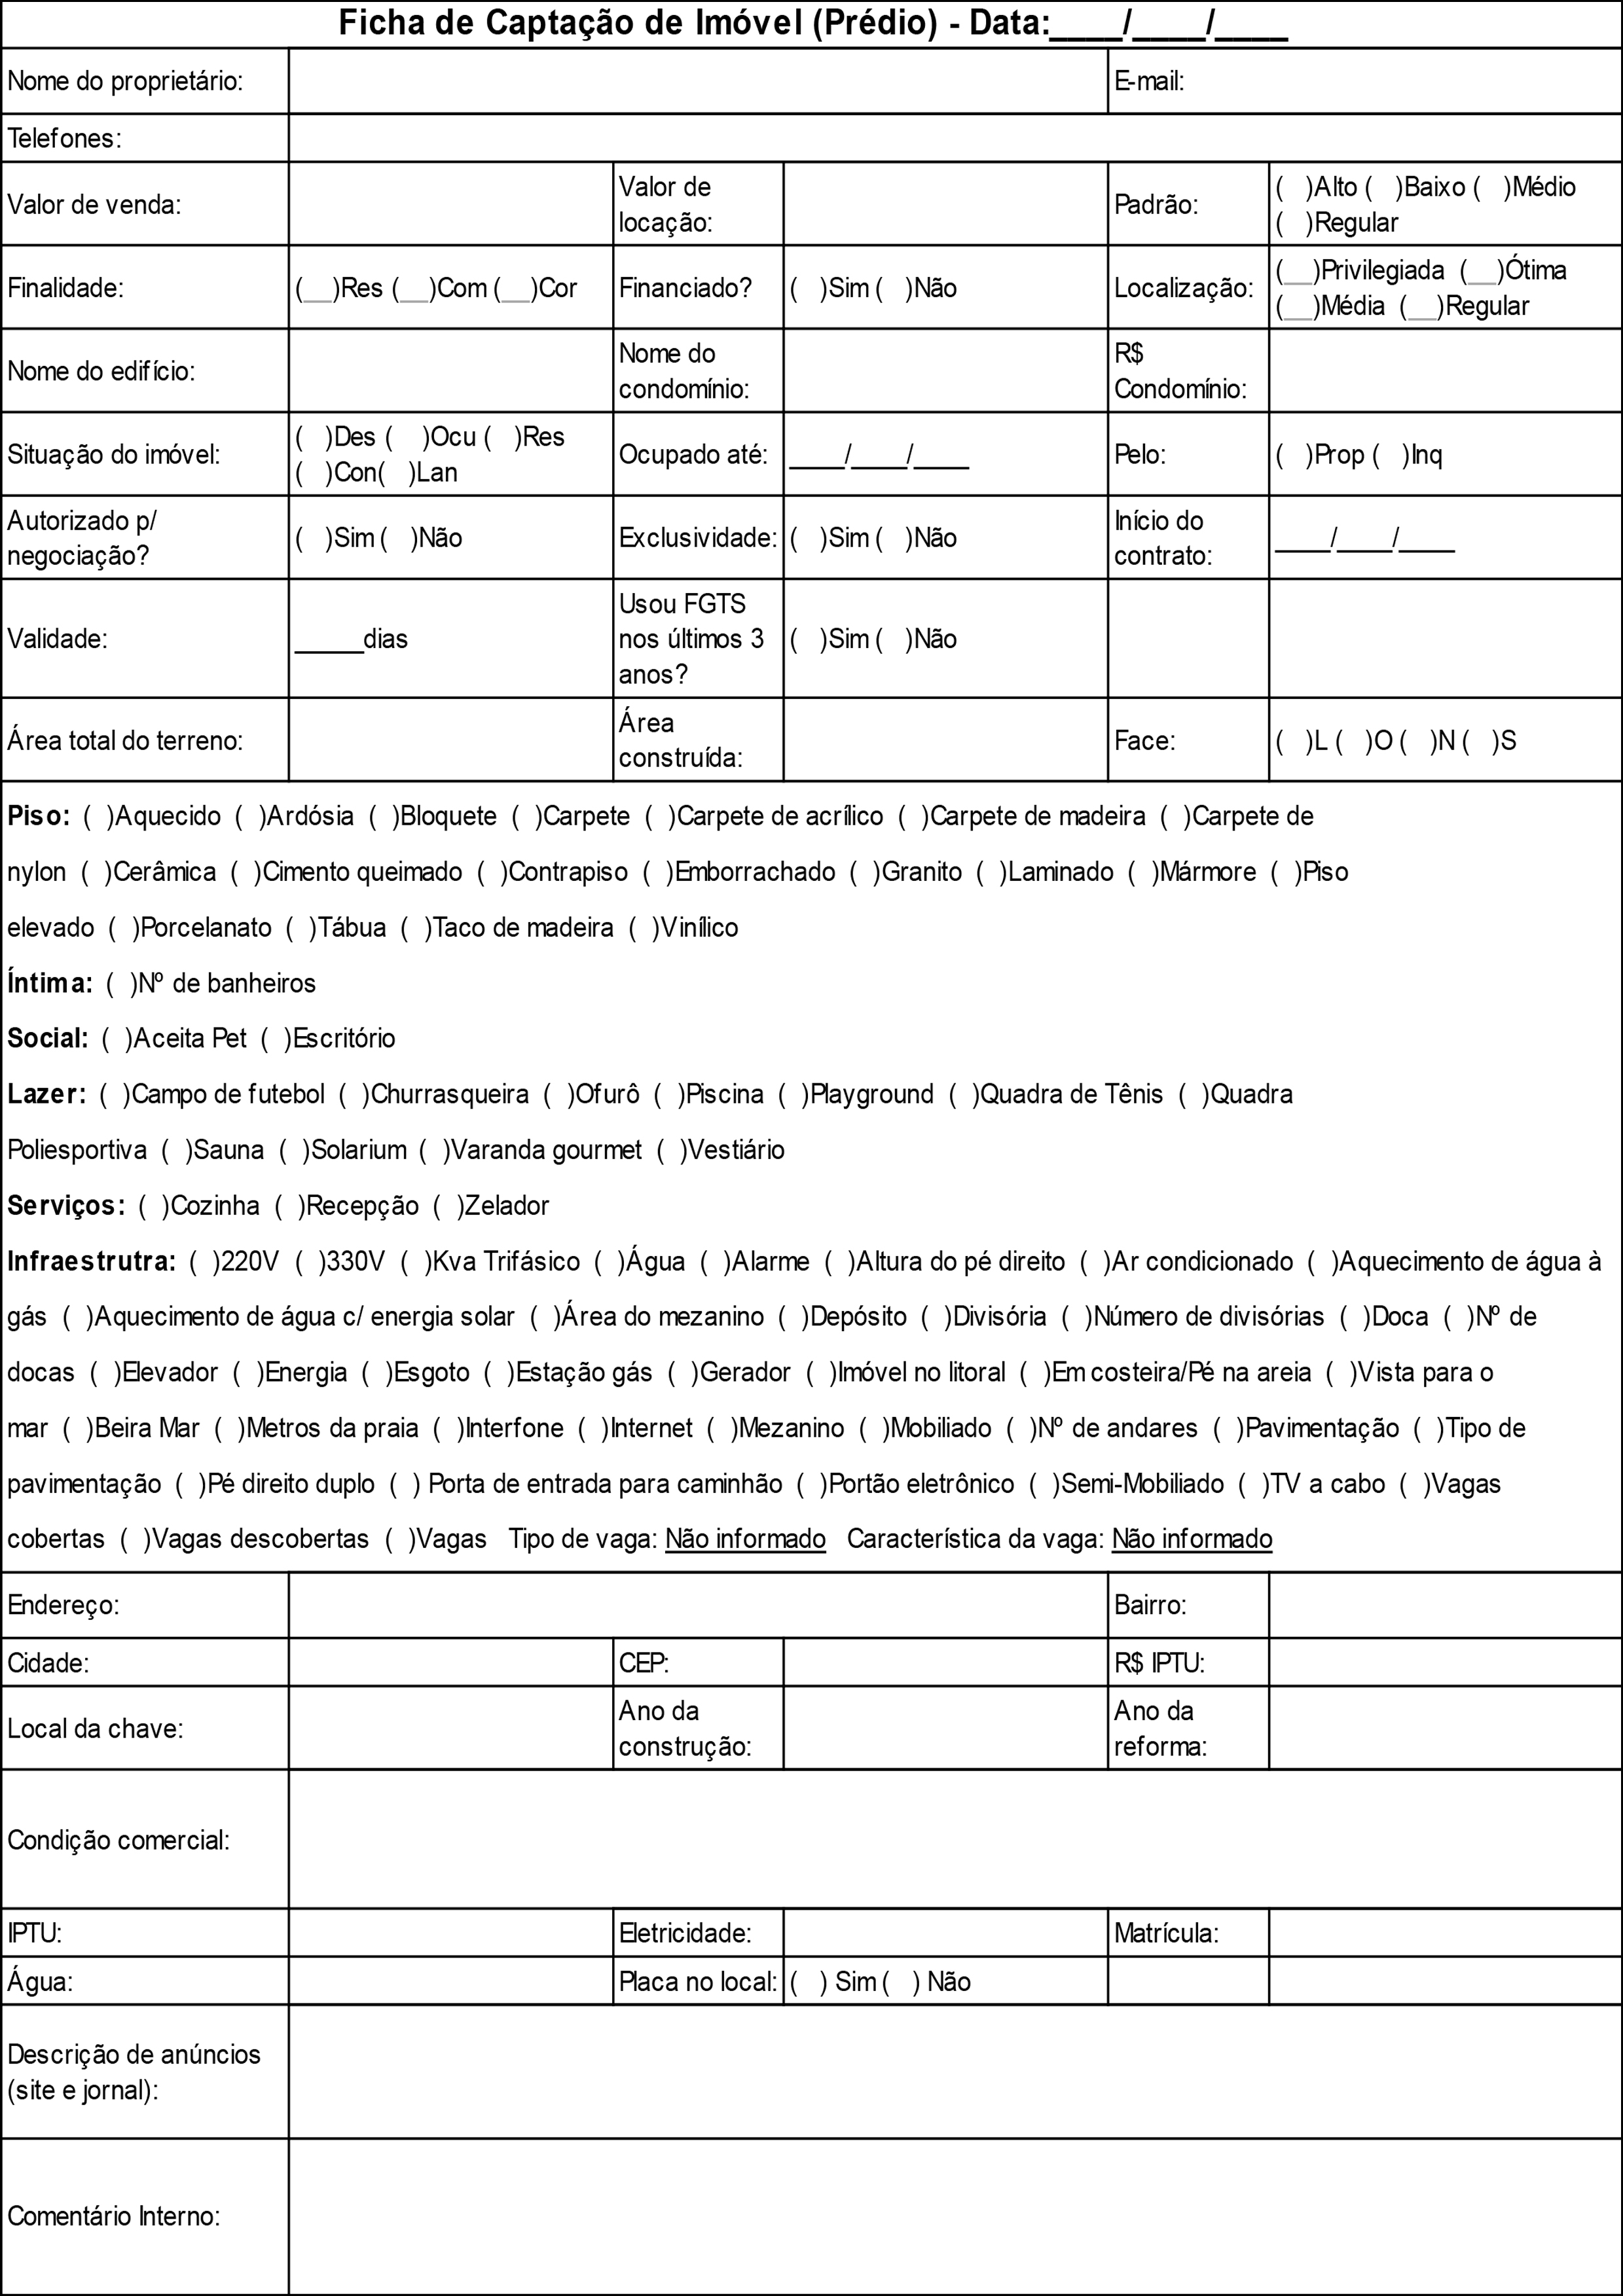 Ficha de Captação de Imóvel (Prédio) - Data:____/____/____
Nome do proprietário: E-mail:
Telefones:
Valor de venda: Valor de locação: Padrão: (   )Alto (   )Baixo (   )Médio (   )Regular
Finalidade: (__)Res (__)Com (__)Cor Financiado? (   )Sim (   )Não Localização: (__)Privilegiada  (__)Ótima (__)Média  (__)Regular
Nome do edifício: Nome do condomínio: R$ Condomínio:
Situação do imóvel: (   )Des (   )Ocu (   )Res (   )Con(   )Lan Ocupado até: ____/____/____ Pelo: (   )Prop (   )Inq
Autorizado p/ negociação? (   )Sim (   )Não Exclusividade: (   )Sim (   )Não Início do contrato: ____/____/____
Validade: _____dias Usou FGTS nos últimos 3 anos? (   )Sim (   )Não
Área total do terreno: Área construída: Face: (   )L (   )O (   )N (   )S
Piso:  (  )Aquecido  (  )Ardósia  (  )Bloquete  (  )Carpete  (  )Carpete de acrílico  (  )Carpete de madeira  (  )Carpete de
nylon  (  )Cerâmica  (  )Cimento queimado  (  )Contrapiso  (  )Emborrachado  (  )Granito  (  )Laminado  (  )Mármore  (  )Piso
elevado  (  )Porcelanato  (  )Tábua  (  )Taco de madeira  (  )Vinílico
Íntima:  (  )Nº de banheiros
Social:  (  )Aceita Pet  (  )Escritório
Lazer:  (  )Campo de futebol  (  )Churrasqueira  (  )Ofurô  (  )Piscina  (  )Playground  (  )Quadra de Tênis  (  )Quadra
Poliesportiva  (  )Sauna  (  )Solarium  (  )Varanda gourmet  (  )Vestiário
Serviços:  (  )Cozinha  (  )Recepção  (  )Zelador
Infraestrutra:  (  )220V  (  )330V  (  )Kva Trifásico  (  )Água  (  )Alarme  (  )Altura do pé direito  (  )Ar condicionado  (  )Aquecimento de água à
gás  (  )Aquecimento de água c/ energia solar  (  )Área do mezanino  (  )Depósito  (  )Divisória  (  )Número de divisórias  (  )Doca  (  )Nº de
docas  (  )Elevador  (  )Energia  (  )Esgoto  (  )Estação gás  (  )Gerador  (  )Imóvel no litoral  (  )Em costeira/Pé na areia  (  )Vista para o
mar  (  )Beira Mar  (  )Metros da praia  (  )Interfone  (  )Internet  (  )Mezanino  (  )Mobiliado  (  )Nº de andares  (  )Pavimentação  (  )Tipo de
pavimentação  (  )Pé direito duplo  (  ) Porta de entrada para caminhão  (  )Portão eletrônico  (  )Semi-Mobiliado  (  )TV a cabo  (  )Vagas
cobertas  (  )Vagas descobertas  (  )Vagas   Tipo de vaga: Não informado   Característica da vaga: Não informado
Endereço: Bairro:
Cidade: CEP: R$ IPTU:
Local da chave: Ano da construção: Ano da reforma:
Condição comercial:
IPTU: Eletricidade: Matrícula:
Água: Placa no local: (   ) Sim (   ) Não
Descrição de anúncios
(site e jornal):
Comentário Interno: